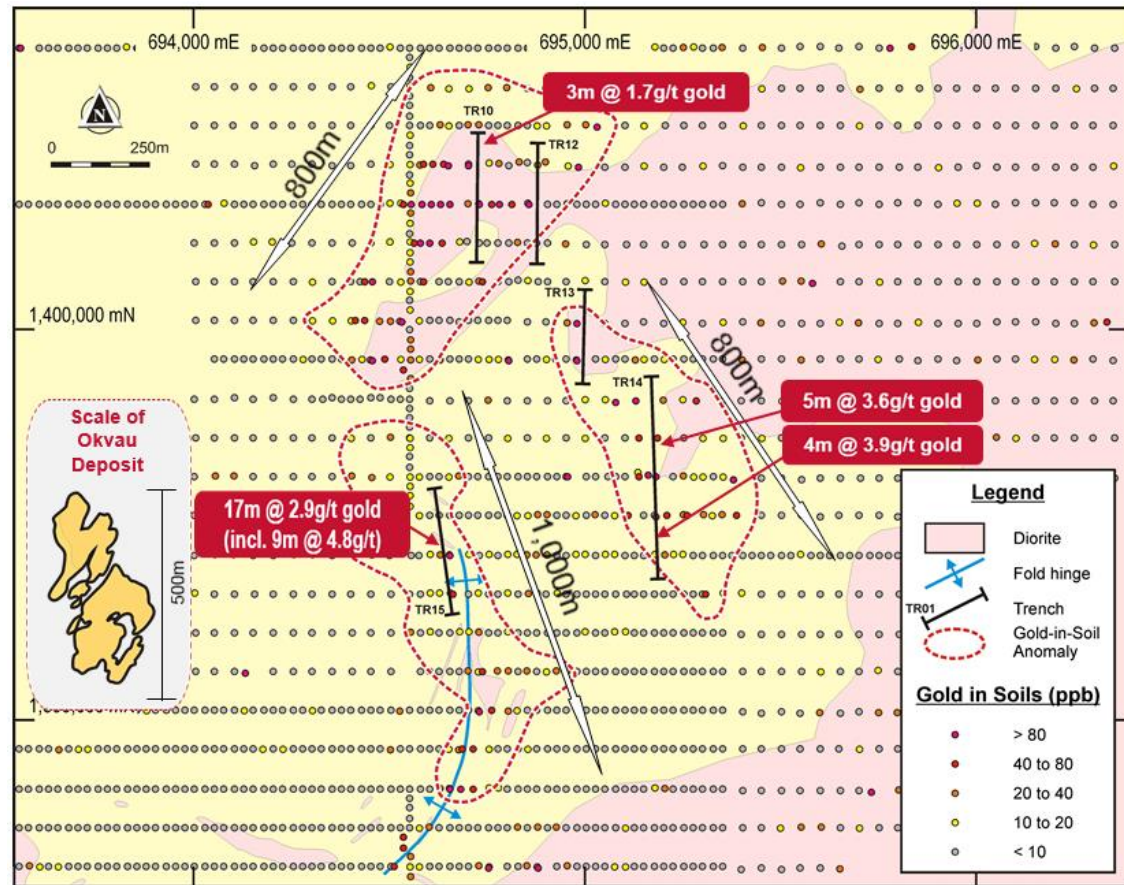 694,000 mE
695,000 mE
696,000 mE
3m @ 1.7g/t gold
N
0
250m
800m
TR10
TR12
TR13
1,400,000 mN
TR14
800m
5m @ 3.6g/t gold
4m @ 3.9g/t gold
Scale of
Okvau
Deposit
500m
17m @ 2.9g/t gold
(incl. 9m @ 4.8g/t)
1,000m
TR15
Legend
Diorite
Fold hinge
TR01
Trench
Gold-in-Soil
Anomaly
Gold in Soils (ppb)
> 80
40 to 80
20 to 40
10 to 20
< 10